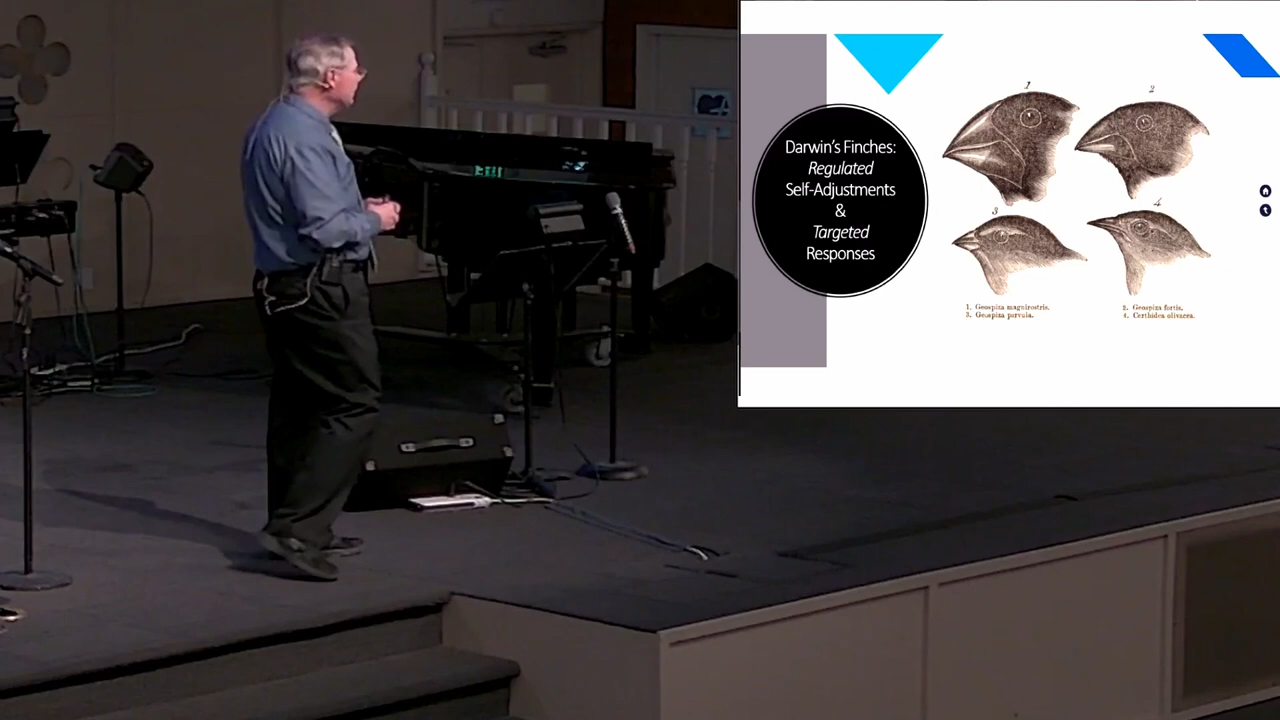 Darwin's Finches:
Regulated
Self-Adjustments
&
Targeted
Responses
1
2
3
4
1. Geospiza magnirostris.
2. Geospiza fortis.
3. Geospiza parvula.
4. Certhidea olivacea.